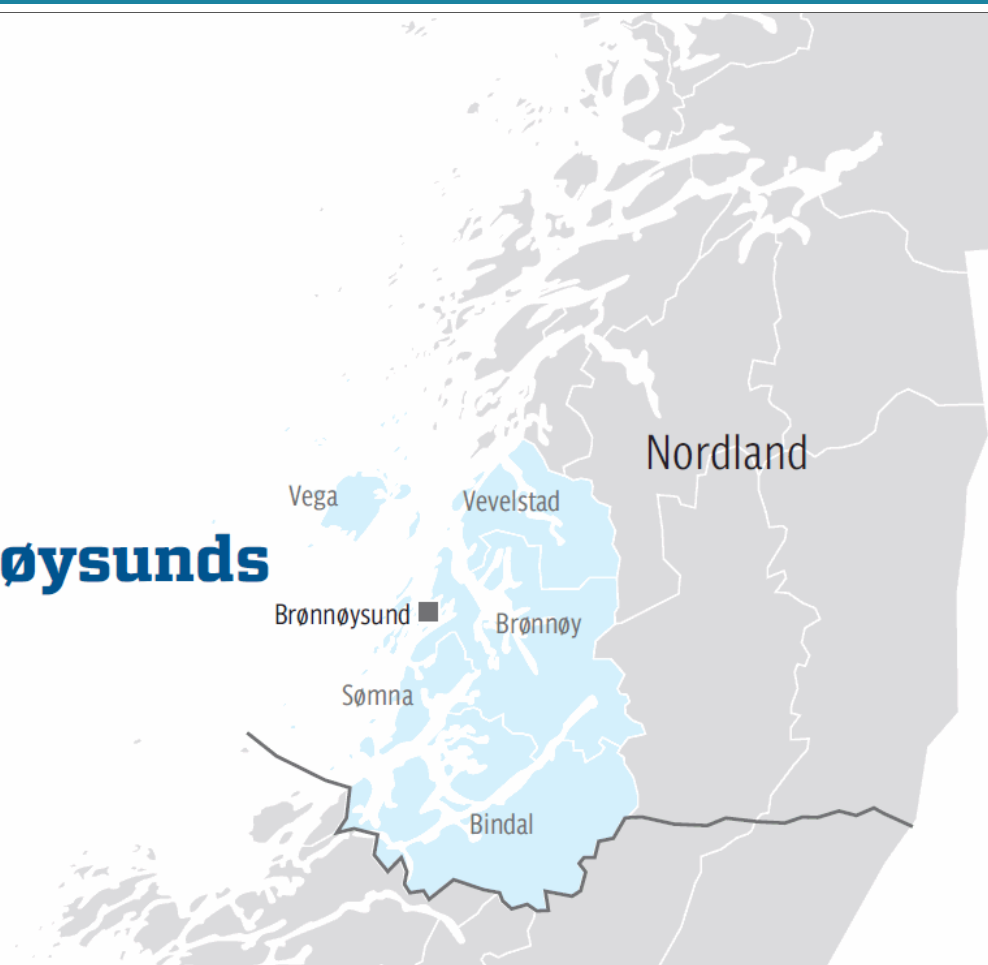 Nordland
Vega
Vevelstad
øysunds
Brønnøysund
Brønnøy
Sømna
Bindal